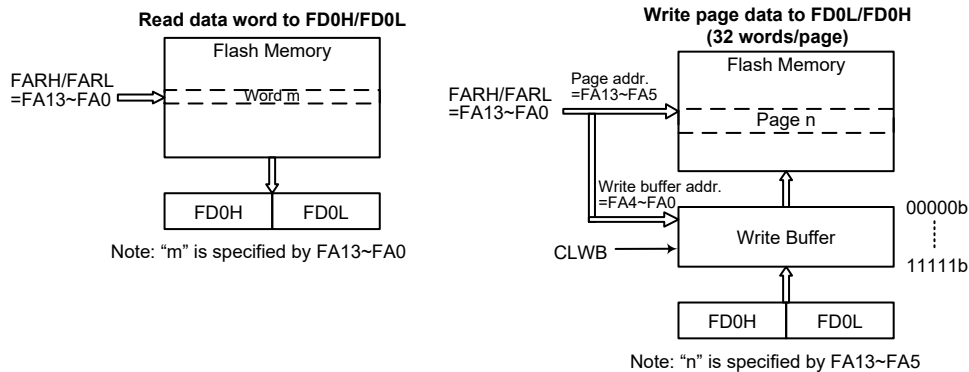 Read data word to FD0H/FD0L
Flash Memory
FARH/FARL
=FA13~FA0
Word m
FD0H
FD0L
Note: “m” is specified by FA13~FA0
Write page data to FD0L/FD0H
(32 words/page)
Flash Memory
FARH/FARL
=FA13~FA0
Page addr.
=FA13~FA5
Page n
Write buffer addr.
=FA4~FA0
CLWB
Write Buffer
00000b
11111b
FD0H
FD0L
Note: “n” is specified by FA13~FA5